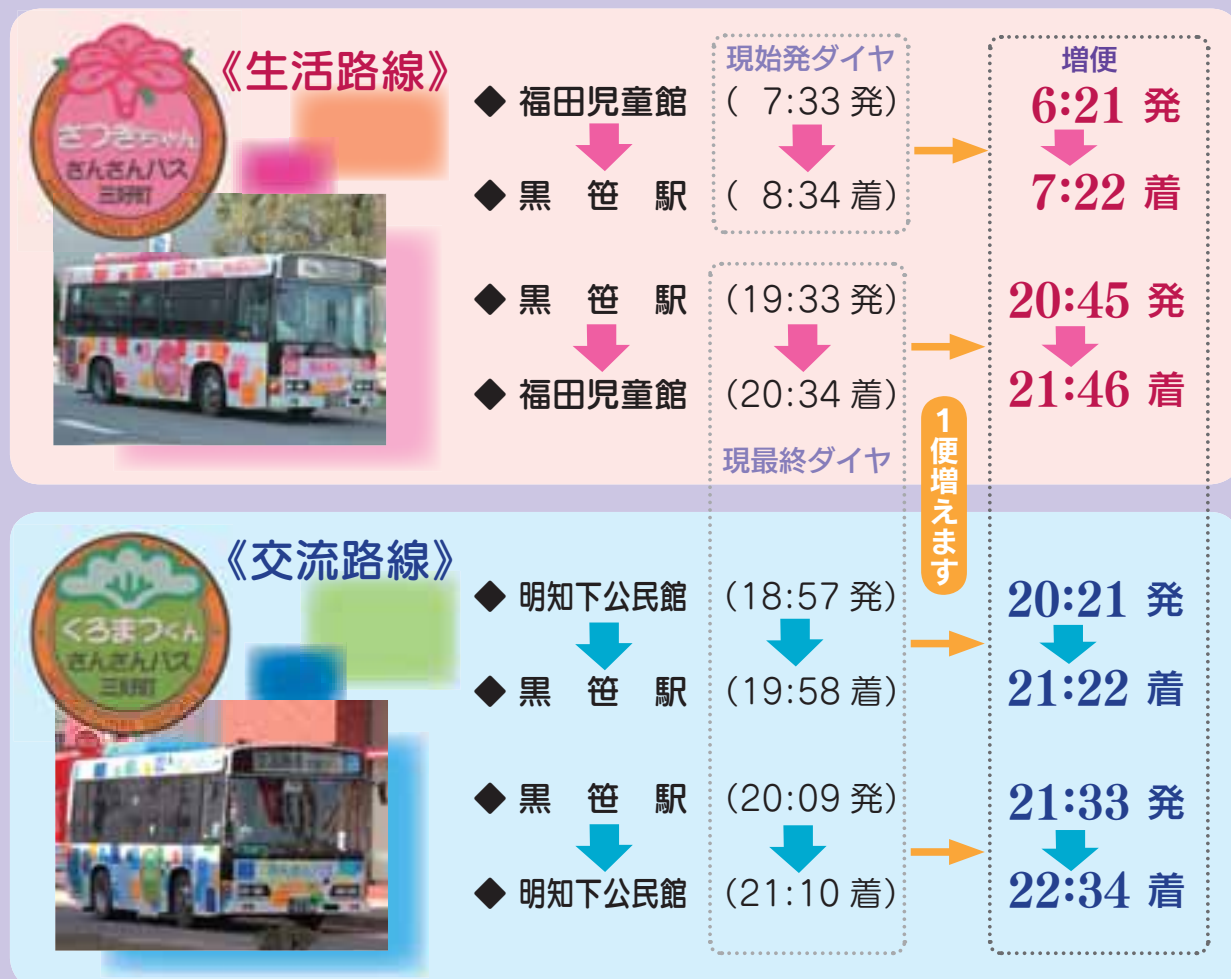 さつきちゃん
さんさんバス
三好町
《生活路線》
現始発ダイヤ
増便
◆ 福田児童館 ( 7:33 発) 6:21 発
◆ 黒笹駅 ( 8:34 着) 7:22 着
◆ 黒笹駅 (19:33 発) 20:45 発
◆ 福田児童館 (20:34 着) 21:46 着
現最終ダイヤ
1便増えます
くろまつくん
さんさんバス
三好町
《交流路線》
◆ 明知下公民館 (18:57 発) 20:21 発
◆ 黒笹駅 (19:58 着) 21:22 着
◆ 黒笹駅 (20:09 発) 21:33 発
◆ 明知下公民館 (21:10 着) 22:34 着